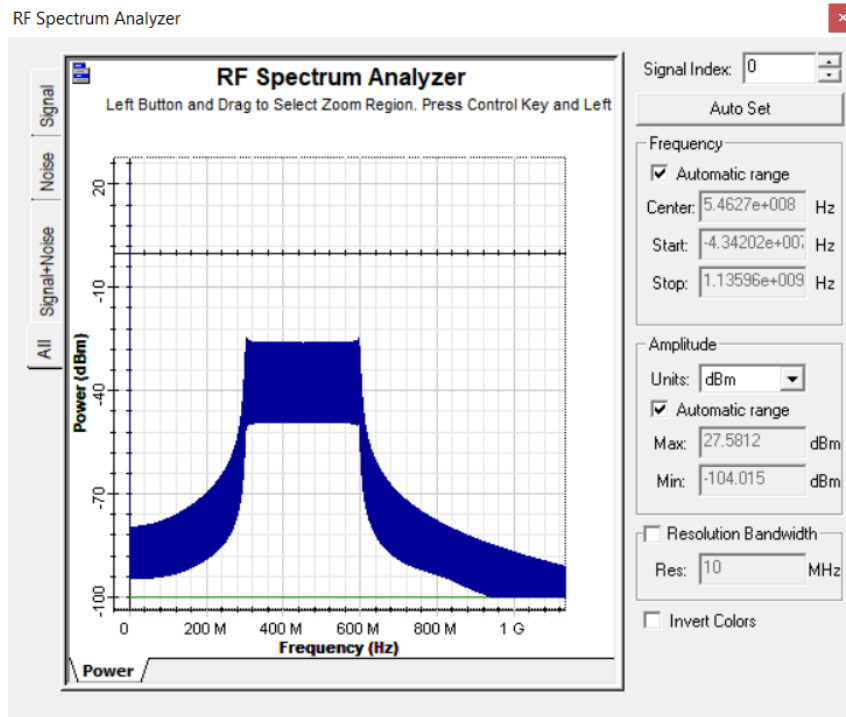 RF Spectrum Analyzer
Signal
Noise
Signal+Noise
All
RF Spectrum Analyzer
Left Button and Drag to Select Zoom Region. Press Control Key and Left
Power (dBm)
20
-10
-40
-70
-100
0 200 M 400 M 600 M 800 M 1 G
Frequency (Hz)
Power
Signal Index: 0
Auto Set
Frequency
Automatic range
Center: 5.4627e+008 Hz
Start: -4.34202e+007 Hz
Stop: 1.13596e+009 Hz
Amplitude
Units: dBm
Automatic range
Max: 27.5812 dBm
Min: -104.015 dBm
Resolution Bandwidth
Res: 10 MHz
Invert Colors